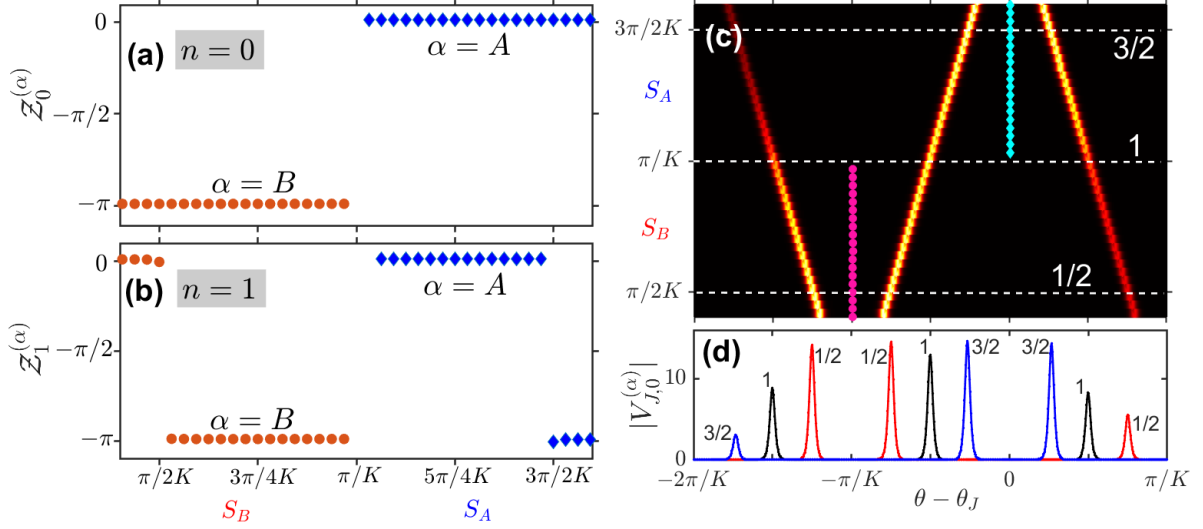 (a) n = 0
α = A
α = B
Z_0^(α)
0
−π/2
−π
(b) n = 1
α = A
α = B
Z_1^(α)
0
−π/2
−π
π/2K 3π/4K π/K 5π/4K 3π/2K
S_B S_A
(c)
3π/2K
S_A
π/K
S_B
π/2K
3/2
1
1/2
(d)
|V_{J,0}^(α)|
10
0
3/2 1 1/2 1/2 1 3/2 3/2 1 1/2
−2π/K −π/K 0 π/K
θ − θ_J